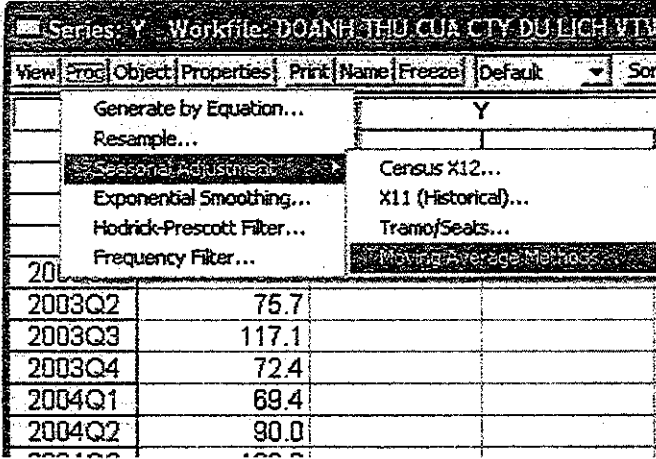 Series: Y Workfile: DOANH THU CUA CTY DU LICH VTV
View Proc Object Properties Print Name Freeze Default Sor
Generate by Equation...
Resample...
Seasonal Adjustment
Exponential Smoothing...
Hodrick-Prescott Filter...
Frequency Filter...
Y
Census X12...
X11 (Historical)...
Tramo/Seats...
Moving Average Methods...
20
2003Q2 75.7
2003Q3 117.1
2003Q4 72.4
2004Q1 69.4
2004Q2 90.0